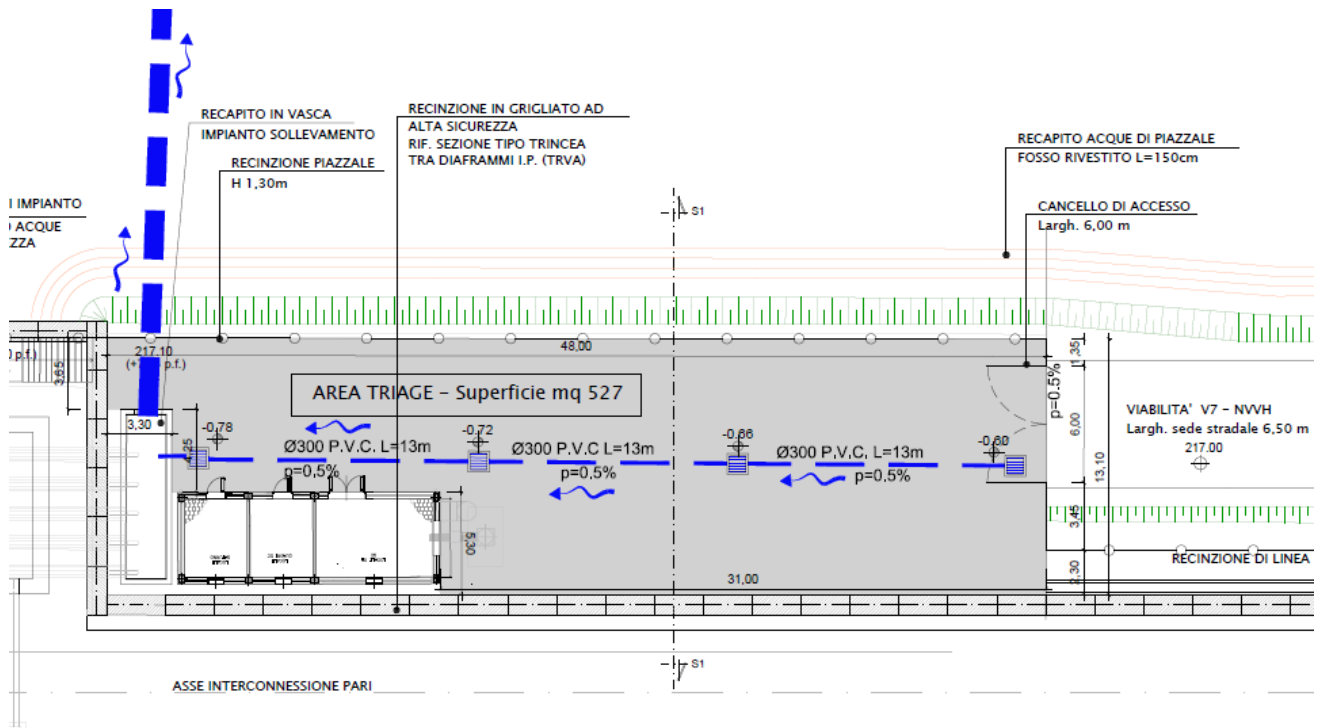 RECAPITO IN VASCA
IMPIANTO SOLLEVAMENTO
RECINZIONE PIAZZALE
H 1,30m
RECINZIONE IN GRIGLIATO AD
ALTA SICUREZZA
RIF. SEZIONE TIPO TRINCEA
TRA DIAFRAMMI I.P. (TRVA)
RECAPITO ACQUE DI PIAZZALE
FOSSO RIVESTITO L=150cm
CANCELLO DI ACCESSO
Largh. 6,00 m
I IMPIANTO
ACQUE
ZZA
S1
217.10
p.f.)
p.f.)
48,00
1,35
3,65
AREA TRIAGE - Superficie mq 527
p=0.5%
6,00
VIABILITA' V7 - NVVH
Largh. sede stradale 6,50 m
217.00
3,30
-0,78
-0,72
-0,66
-0,60
Ø300 P.V.C. L=13m
p=0,5%
Ø300 P.V.C L=13m
p=0,5%
Ø300 P.V.C. L=13m
p=0,5%
13,10
3,45
5,30
31,00
2,30
RECINZIONE DI LINEA
S1
ASSE INTERCONNESSIONE PARI